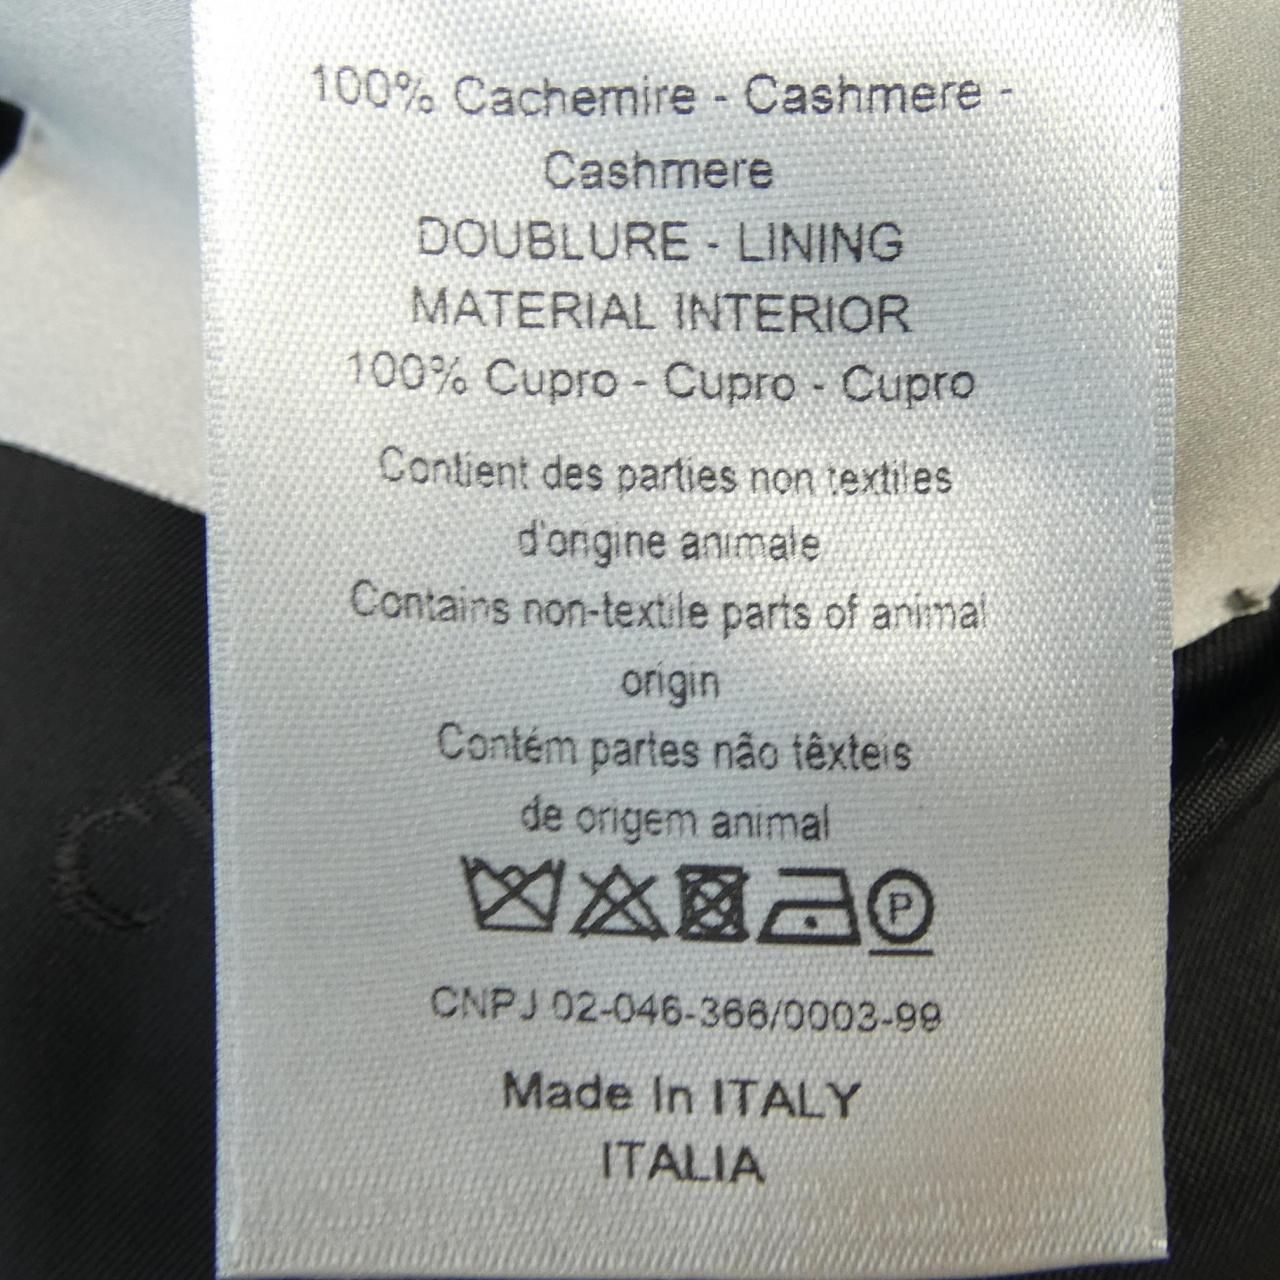 100% Cachemire - Cashmere -
Cashmere
DOUBLURE - LINING
MATERIAL INTERIOR
100% Cupro - Cupro - Cupro
Contient des parties non textiles
d'origine animale
Contains non-textile parts of animal
origin
Contém partes não têxteis
de origem animal
P
CNPJ 02-046-366/0003-99
Made In ITALY
ITALIA